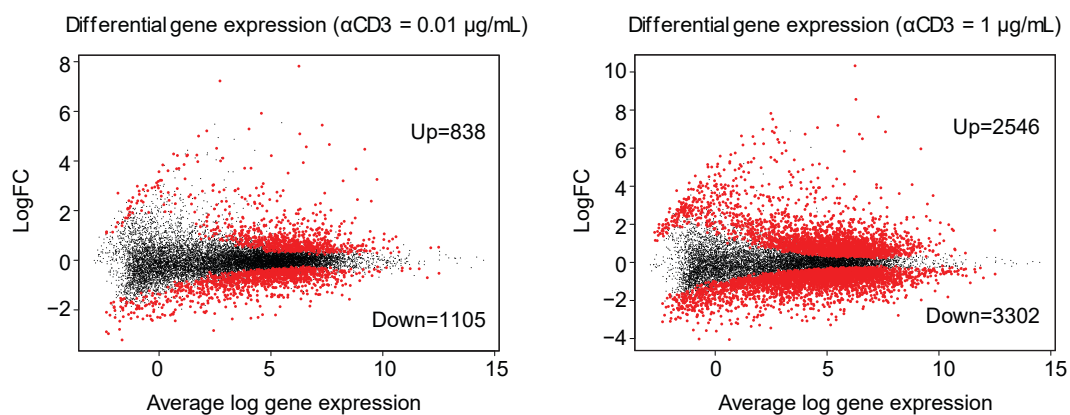 Differential gene expression (αCD3 = 0.01 µg/mL)
8
6
4
2
0
−2
LogFC
Up=838
Down=1105
0
5
10
15
Average log gene expression
Differential gene expression (αCD3 = 1 µg/mL)
10
8
6
4
2
0
−2
−4
LogFC
Up=2546
Down=3302
0
5
10
15
Average log gene expression